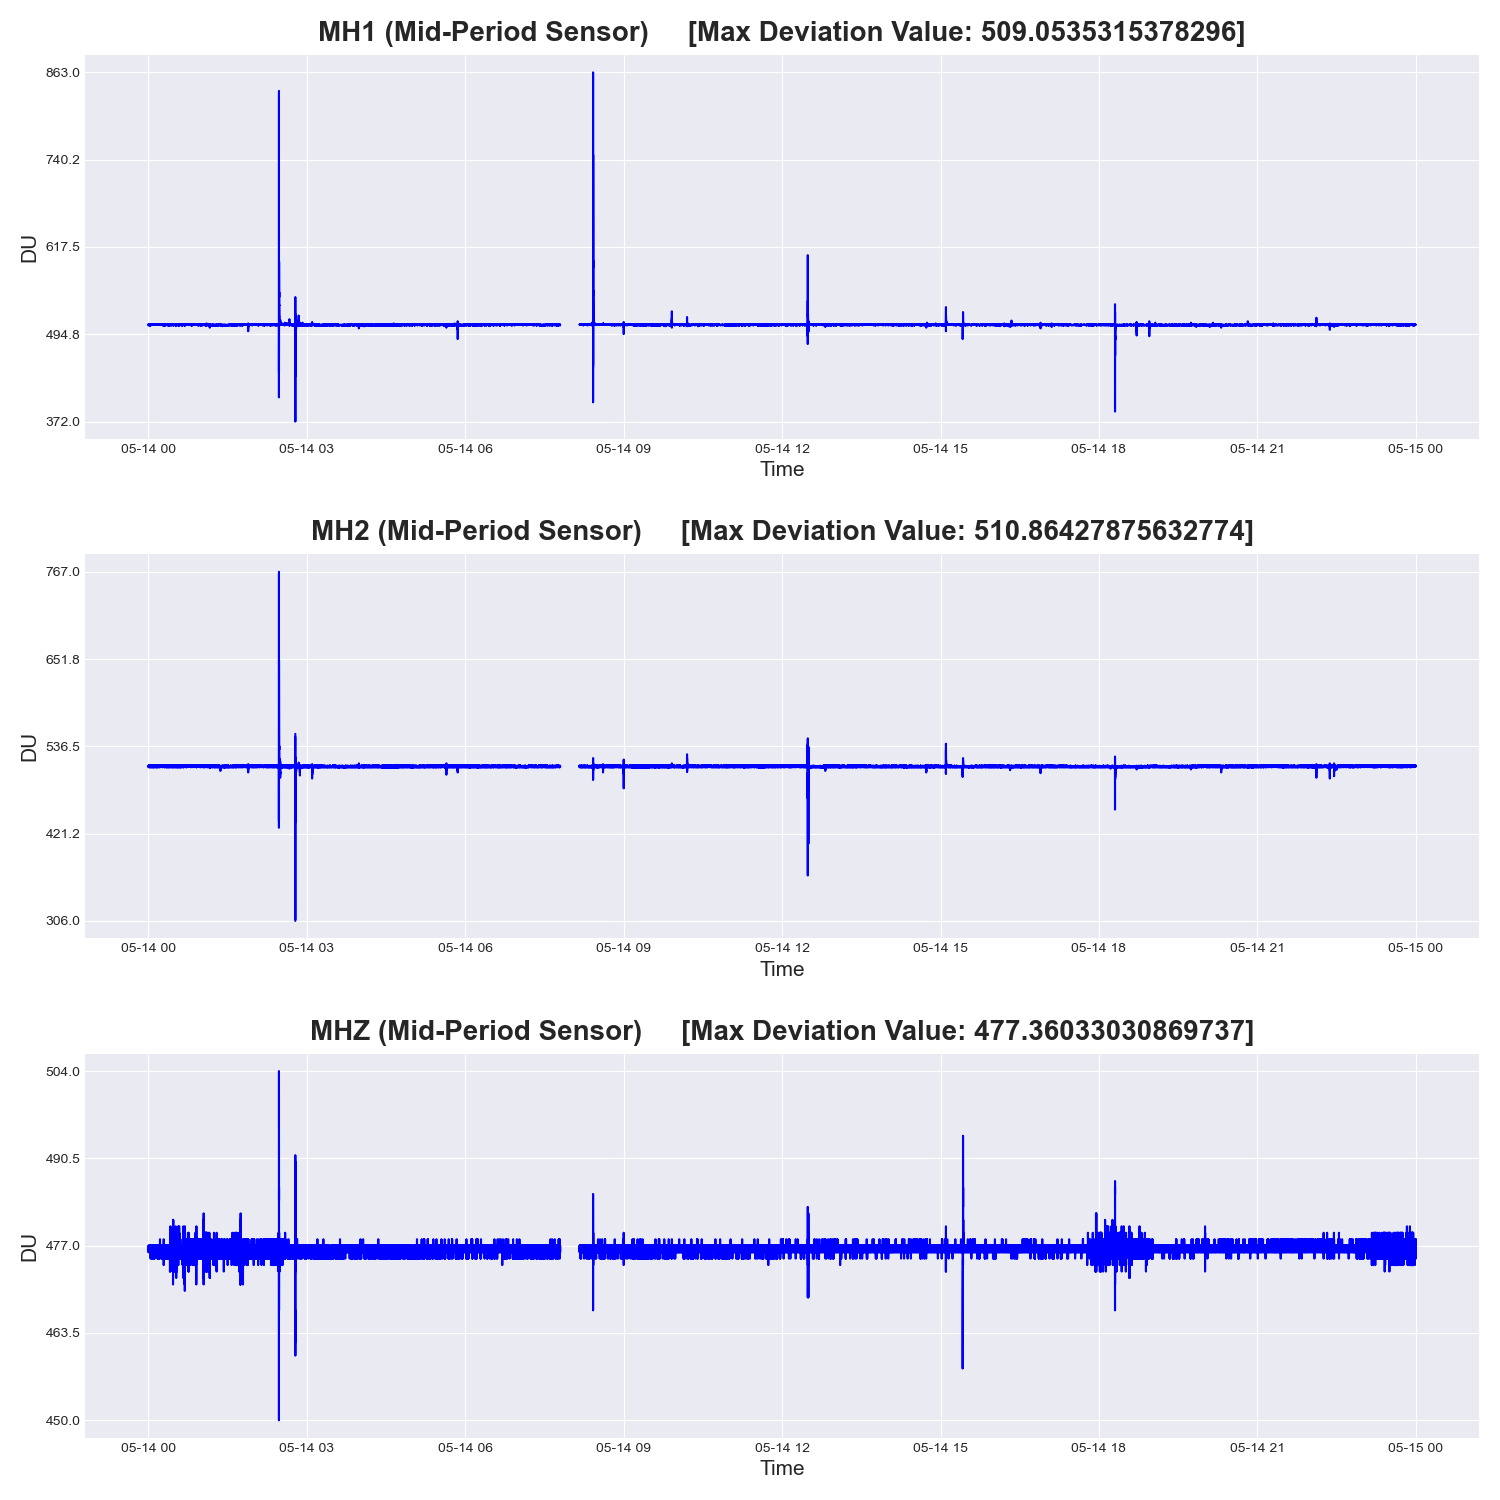 MH1 (Mid-Period Sensor) [Max Deviation Value: 509.0535315378296]
863.0
740.2
617.5
494.8
372.0
DU
05-14 00 05-14 03 05-14 06 05-14 09 05-14 12 05-14 15 05-14 18 05-14 21 05-15 00
Time
MH2 (Mid-Period Sensor) [Max Deviation Value: 510.86427875632774]
767.0
651.8
536.5
421.2
306.0
DU
05-14 00 05-14 03 05-14 06 05-14 09 05-14 12 05-14 15 05-14 18 05-14 21 05-15 00
Time
MHZ (Mid-Period Sensor) [Max Deviation Value: 477.36033030869737]
504.0
490.5
477.0
463.5
450.0
DU
05-14 00 05-14 03 05-14 06 05-14 09 05-14 12 05-14 15 05-14 18 05-14 21 05-15 00
Time